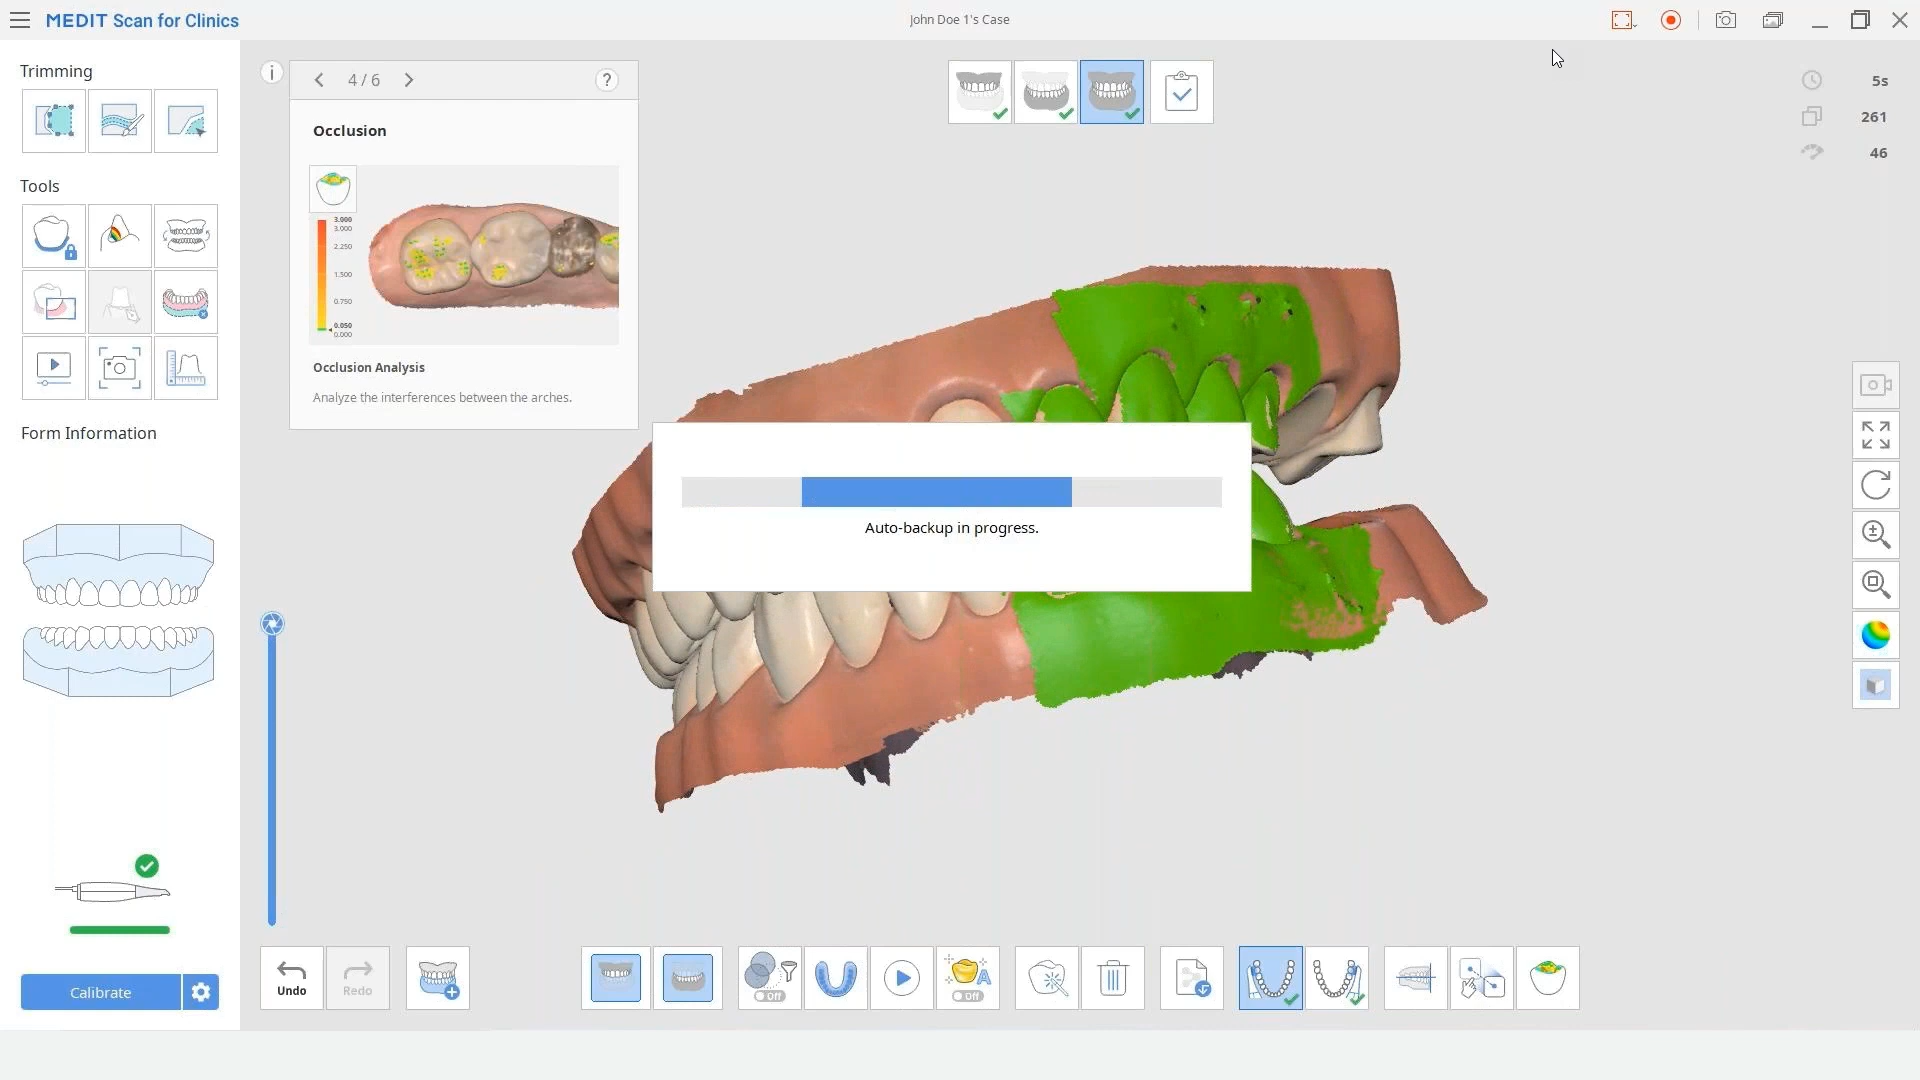 MEDIT Scan for Clinics
John Doe 1's Case
Trimming
Tools
Form Information
Calibrate
4 / 6
?
Occlusion
3.000
3.000
2.250
1.500
0.750
0.050
0.000
Occlusion Analysis
Analyze the interferences between the arches.
5s
261
46
Auto-backup in progress.
Undo
Redo
Off
A
Off